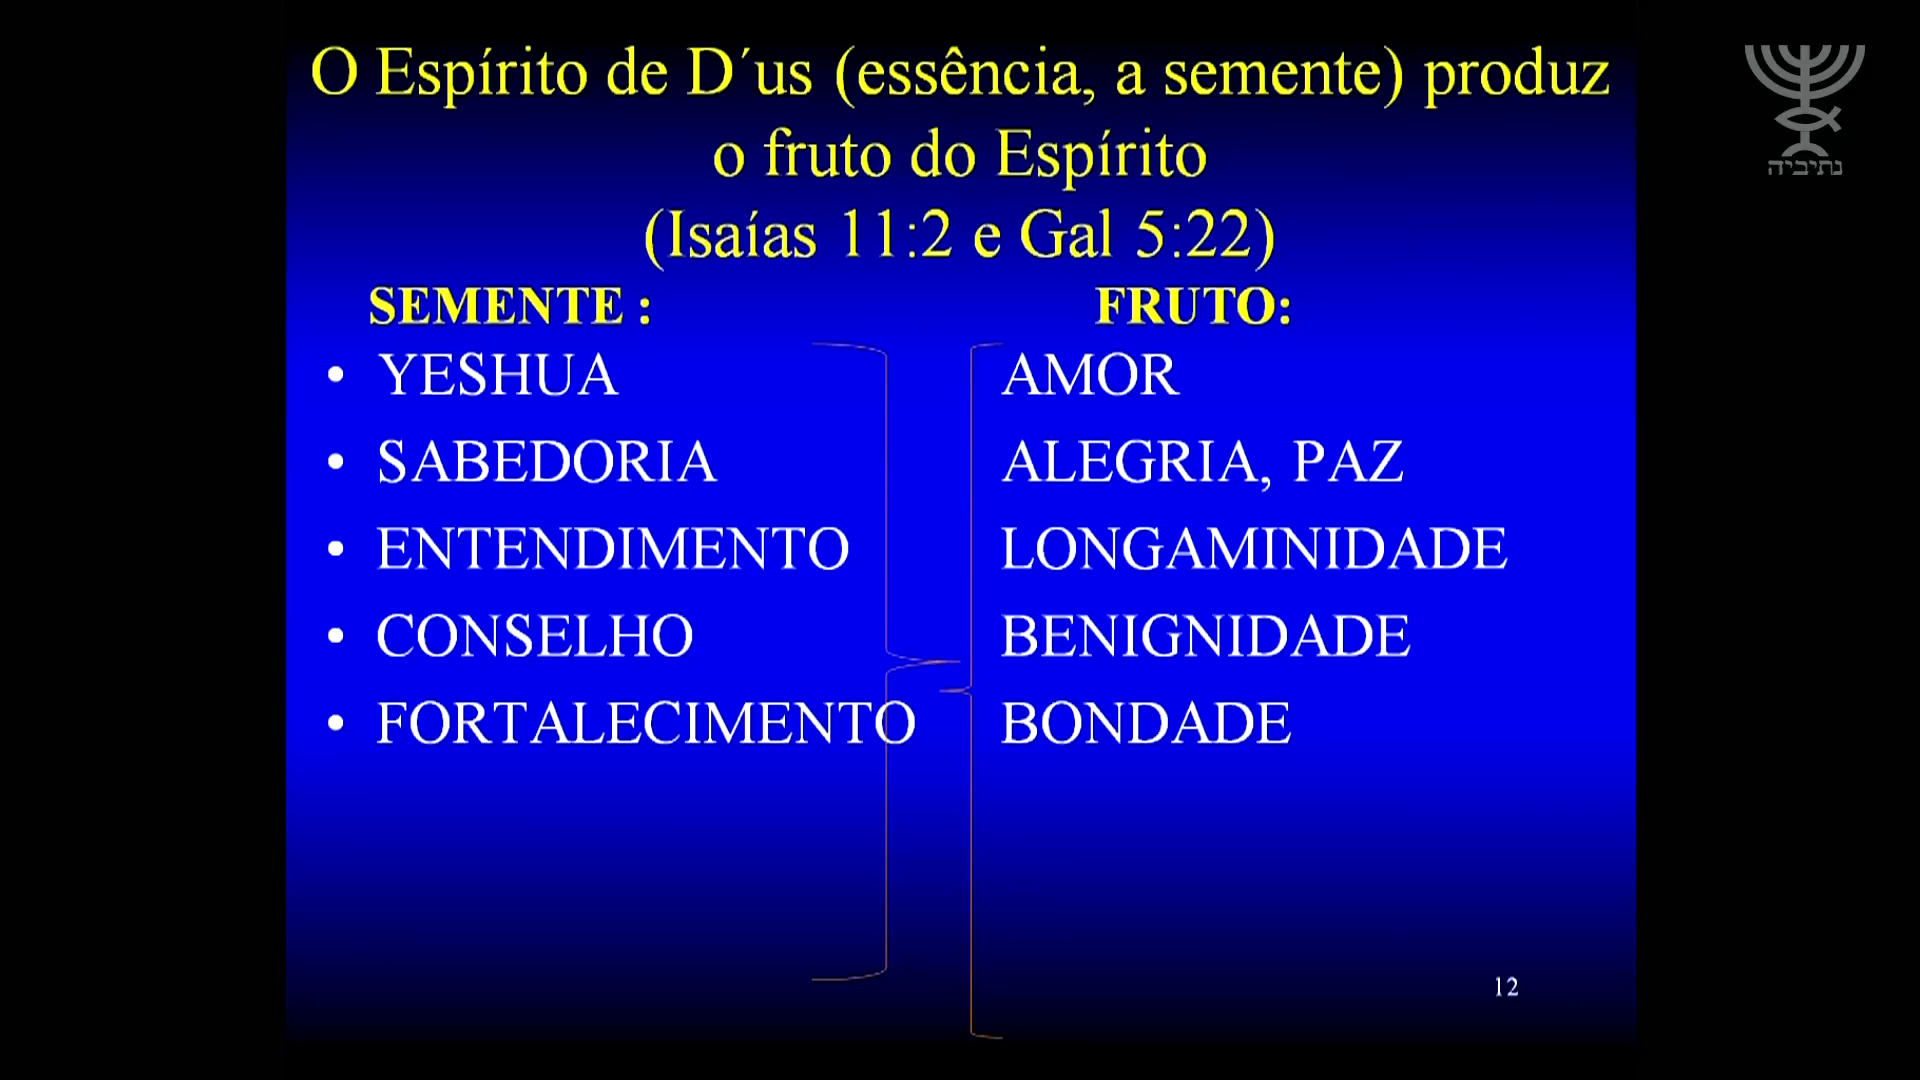 O Espírito de D´us (essência, a semente) produz
o fruto do Espírito
(Isaías 11:2 e Gal 5:22)
SEMENTE : FRUTO:
• YESHUA AMOR
• SABEDORIA ALEGRIA, PAZ
• ENTENDIMENTO LONGAMINIDADE
• CONSELHO BENIGNIDADE
• FORTALECIMENTO BONDADE
12
נתיביה